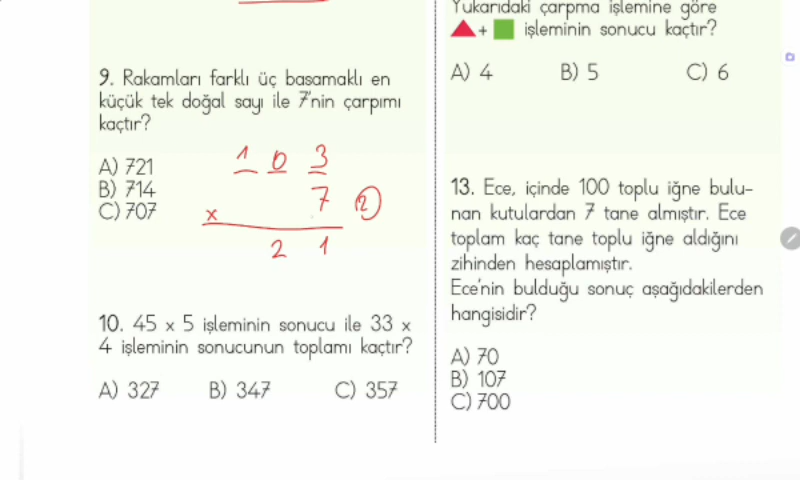 9. Rakamları farklı üç basamaklı en
küçük tek doğal sayı ile 7'nin çarpımı
kaçtır?
A) 721
B) 714
C) 707
1 0 3
7 2
x
2 1
10. 45 x 5 işleminin sonucu ile 33 x
4 işleminin sonucunun toplamı kaçtır?
A) 327 B) 347 C) 357
Yukarıdaki çarpma işlemine göre
+ işleminin sonucu kaçtır?
A) 4 B) 5 C) 6
13. Ece, içinde 100 toplu iğne bulu-
nan kutulardan 7 tane almıştır. Ece
toplam kaç tane toplu iğne aldığını
zihinden hesaplamıştır.
Ece'nin bulduğu sonuç aşağıdakilerden
hangisidir?
A) 70
B) 107
C) 700